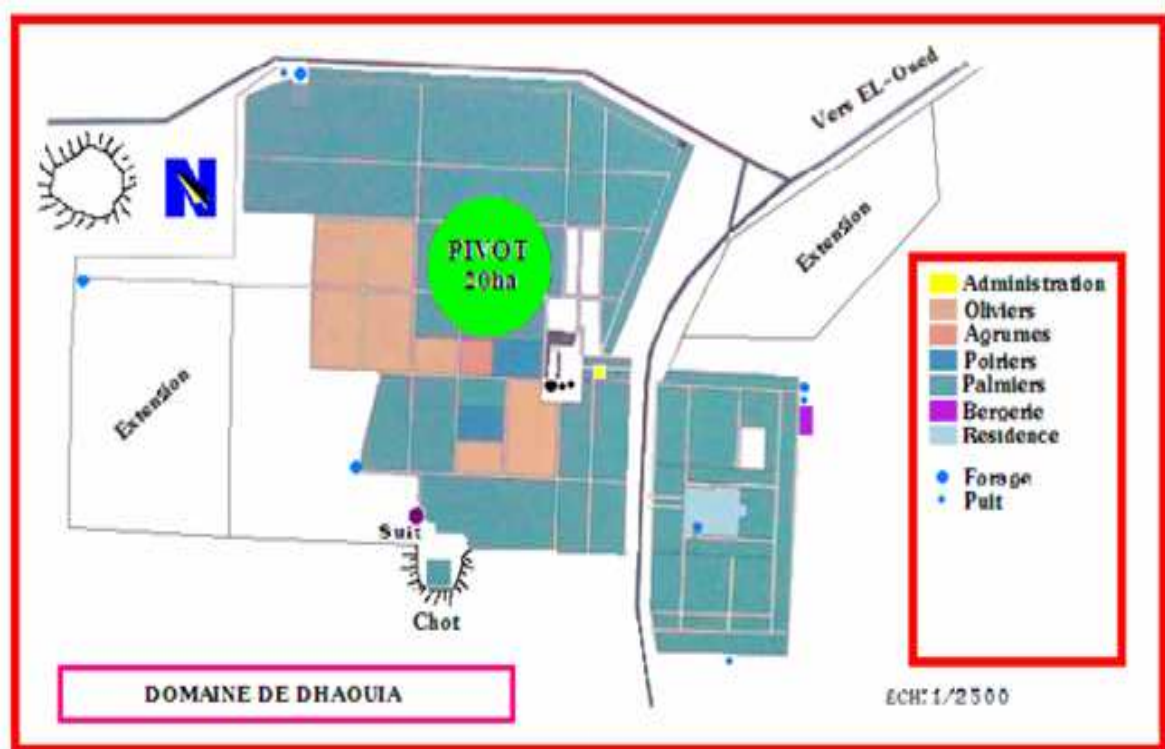 N
Vers EL-Oued
PIVOT
20ha
Extension
Extension
Administration
Oliviers
Agrumes
Poiriers
Palmiers
Bergerie
Residence
Forage
Puit
Suit
Chot
DOMAINE DE DHAOUIA
ECH:1/2500